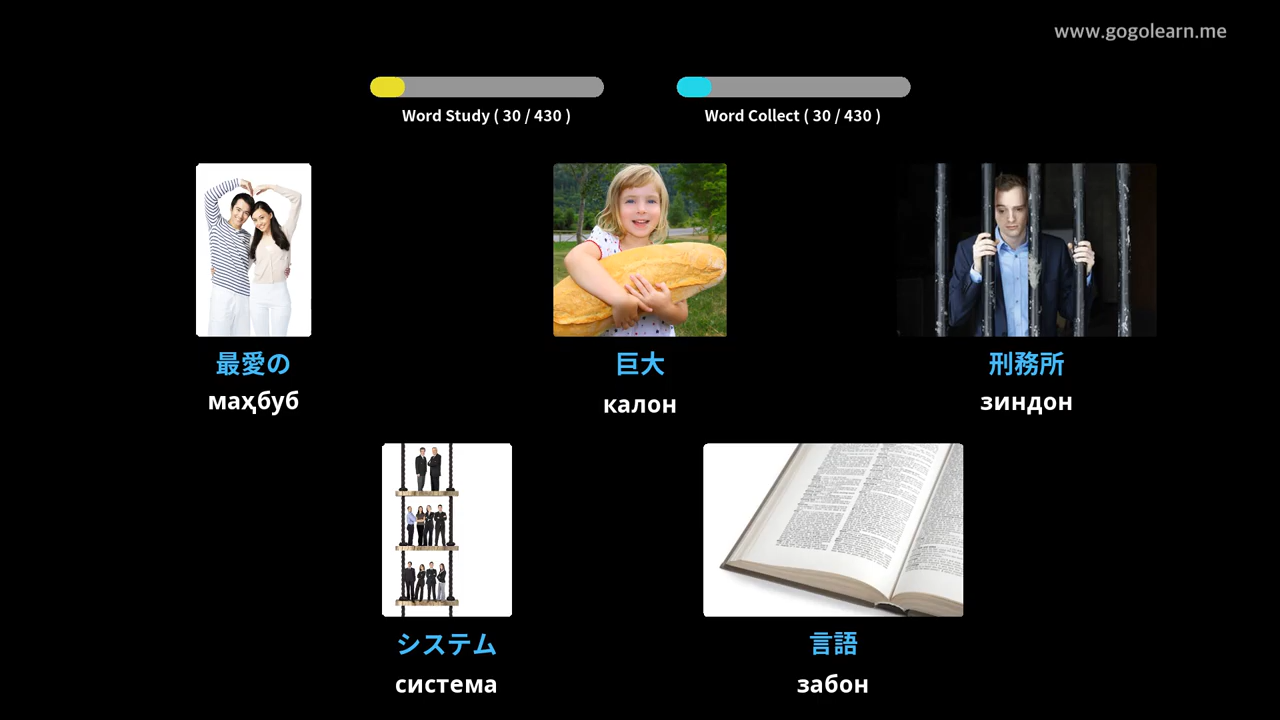 www.gogolearn.me
Word Study ( 30 / 430 )
Word Collect ( 30 / 430 )
最愛の
маҳбуб
巨大
калон
刑務所
зиндон
システム
система
言語
забон